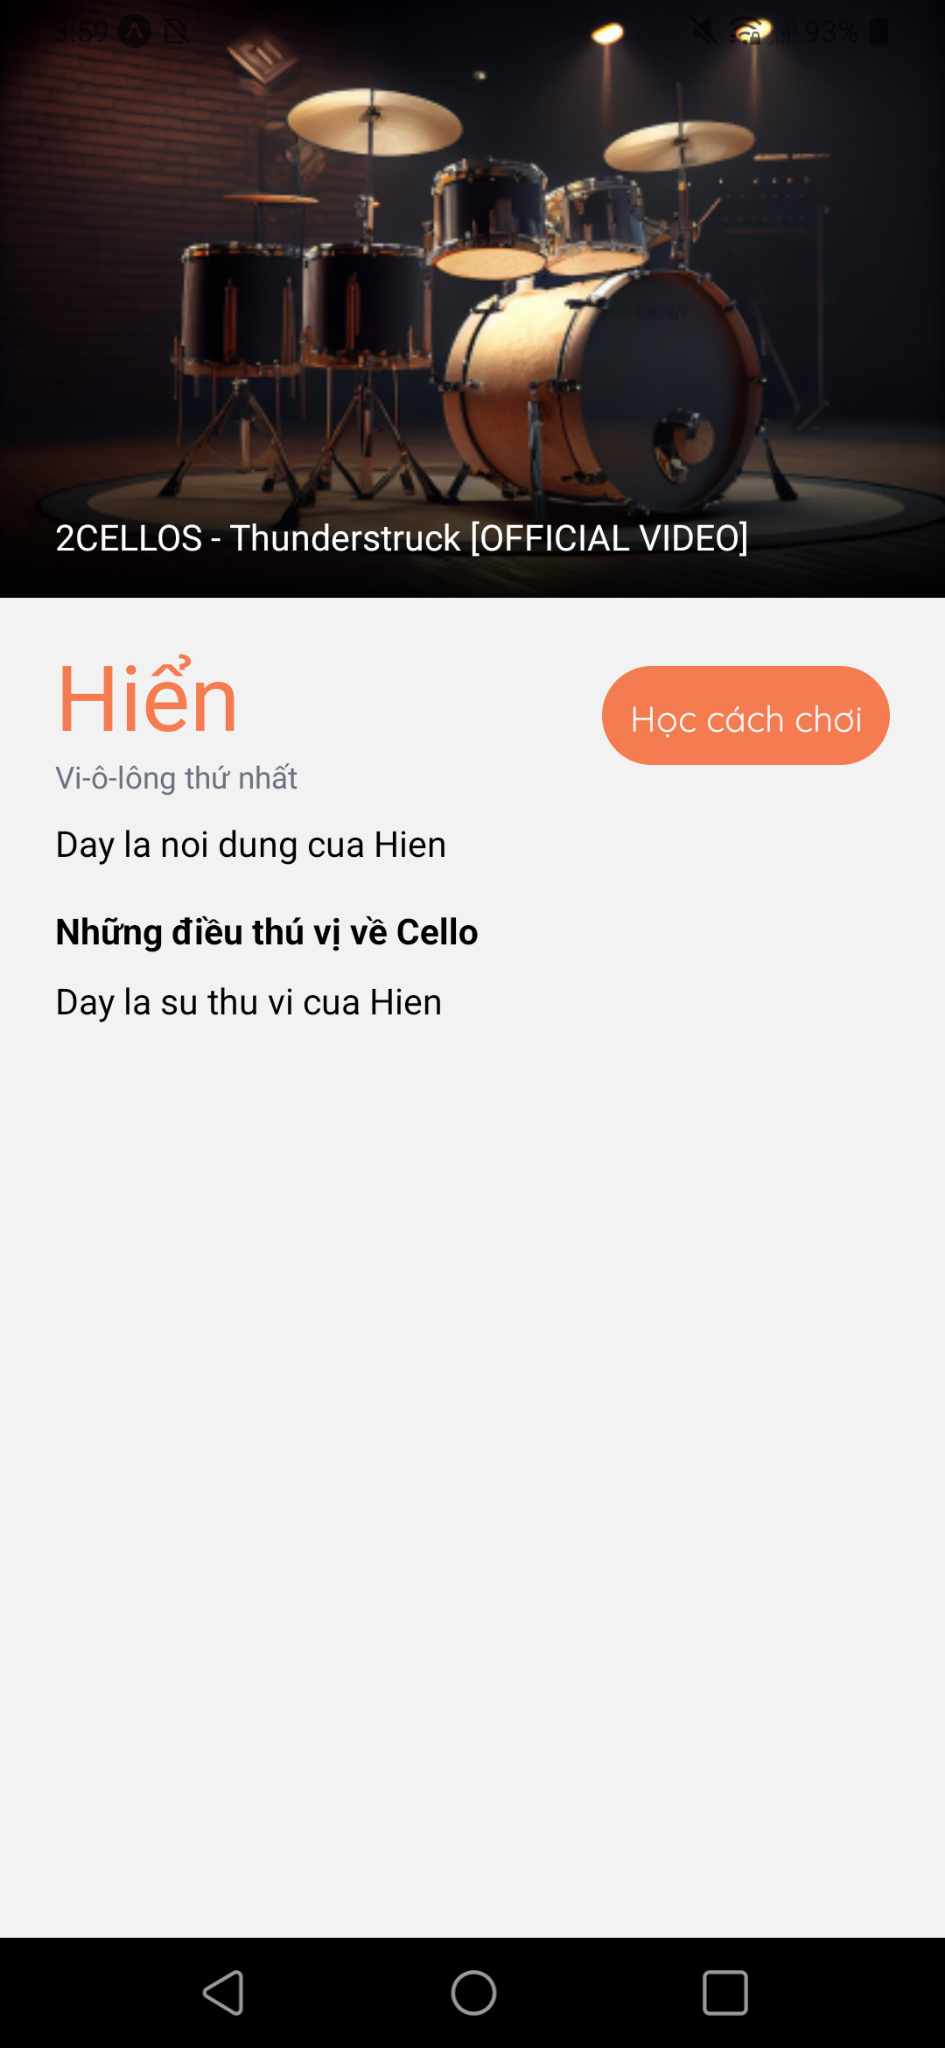 3:59 93%
2CELLOS - Thunderstruck [OFFICIAL VIDEO]
Hiển
Học cách chơi
Vi-ô-lông thứ nhất
Day la noi dung cua Hien
Những điều thú vị về Cello
Day la su thu vi cua Hien